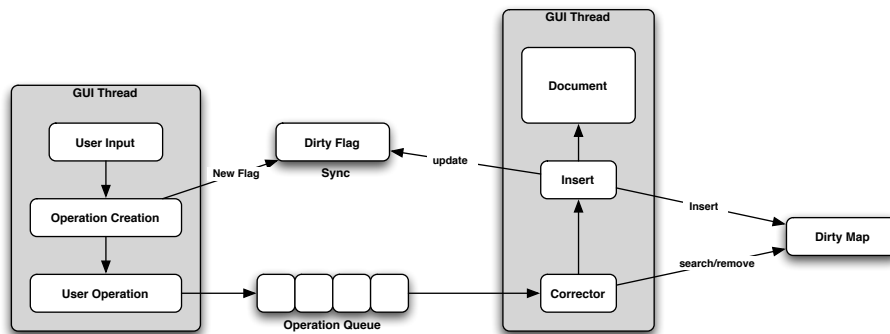 GUI Thread
User Input
Operation Creation
User Operation
New Flag
Dirty Flag
Sync
Operation Queue
update
GUI Thread
Document
Insert
Corrector
Insert
search/remove
Dirty Map